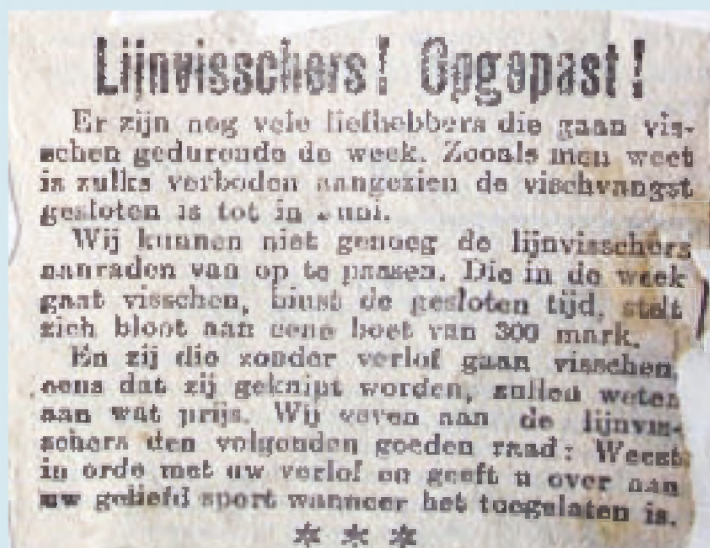 Lijnvisschers! Opgepast!
Er zijn nog vele liefhebbers die gaan vis-
schen gedurende de week. Zooals men weet
is zulks verboden aangezien de vischvangst
gesloten is tot in Juni.
Wij kunnen niet genoeg de lijnvisschers
aanraden van op te passen. Die in de week
gaat visschen, binst de gesloten tijd, stelt
zich bloot aan eene boet van 300 mark.
En zij die zonder verlof gaan visschen,
eens dat zij geknipt worden, zullen weten
aan wat prijs. Wij geven aan de lijnvis-
schers den volgenden goeden raad: Weest
in orde met uw verlof en geeft u over aan
uw geliefd sport wanneer het toegelaten is.
* * *